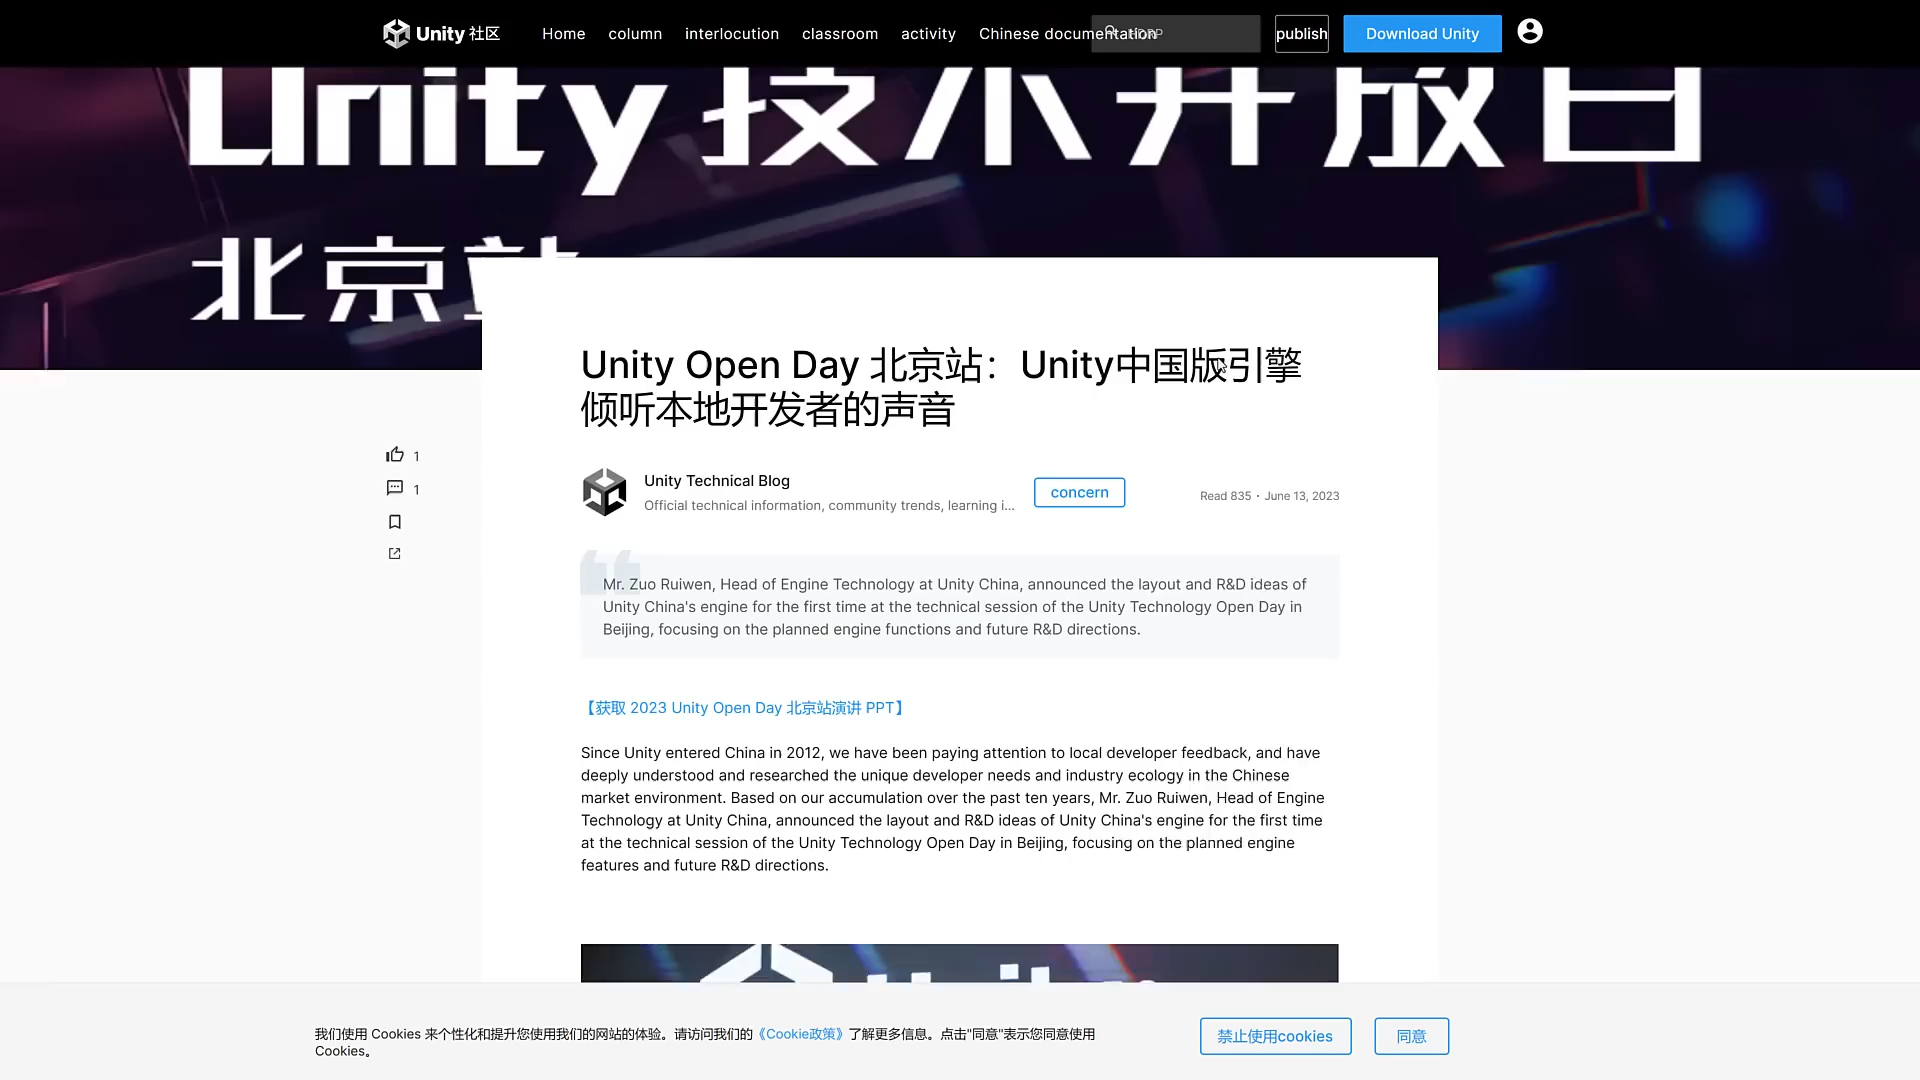 Unity 社区
Home column interlocution classroom activity Chinese documentation
publish
Download Unity
Unity 技术开放日
北京站
Unity Open Day 北京站：Unity中国版引擎
倾听本地开发者的声音
1
1
Unity Technical Blog
Official technical information, community trends, learning i...
concern
Read 835 · June 13, 2023
Mr. Zuo Ruiwen, Head of Engine Technology at Unity China, announced the layout and R&D ideas of
Unity China's engine for the first time at the technical session of the Unity Technology Open Day in
Beijing, focusing on the planned engine functions and future R&D directions.
【获取 2023 Unity Open Day 北京站演讲 PPT】
Since Unity entered China in 2012, we have been paying attention to local developer feedback, and have
deeply understood and researched the unique developer needs and industry ecology in the Chinese
market environment. Based on our accumulation over the past ten years, Mr. Zuo Ruiwen, Head of Engine
Technology at Unity China, announced the layout and R&D ideas of Unity China's engine for the first time
at the technical session of the Unity Technology Open Day in Beijing, focusing on the planned engine
features and future R&D directions.
我们使用 Cookies 来个性化和提升您使用我们的网站的体验。请访问我们的《Cookie政策》了解更多信息。点击"同意"表示您同意使用
Cookies。
禁止使用cookies
同意